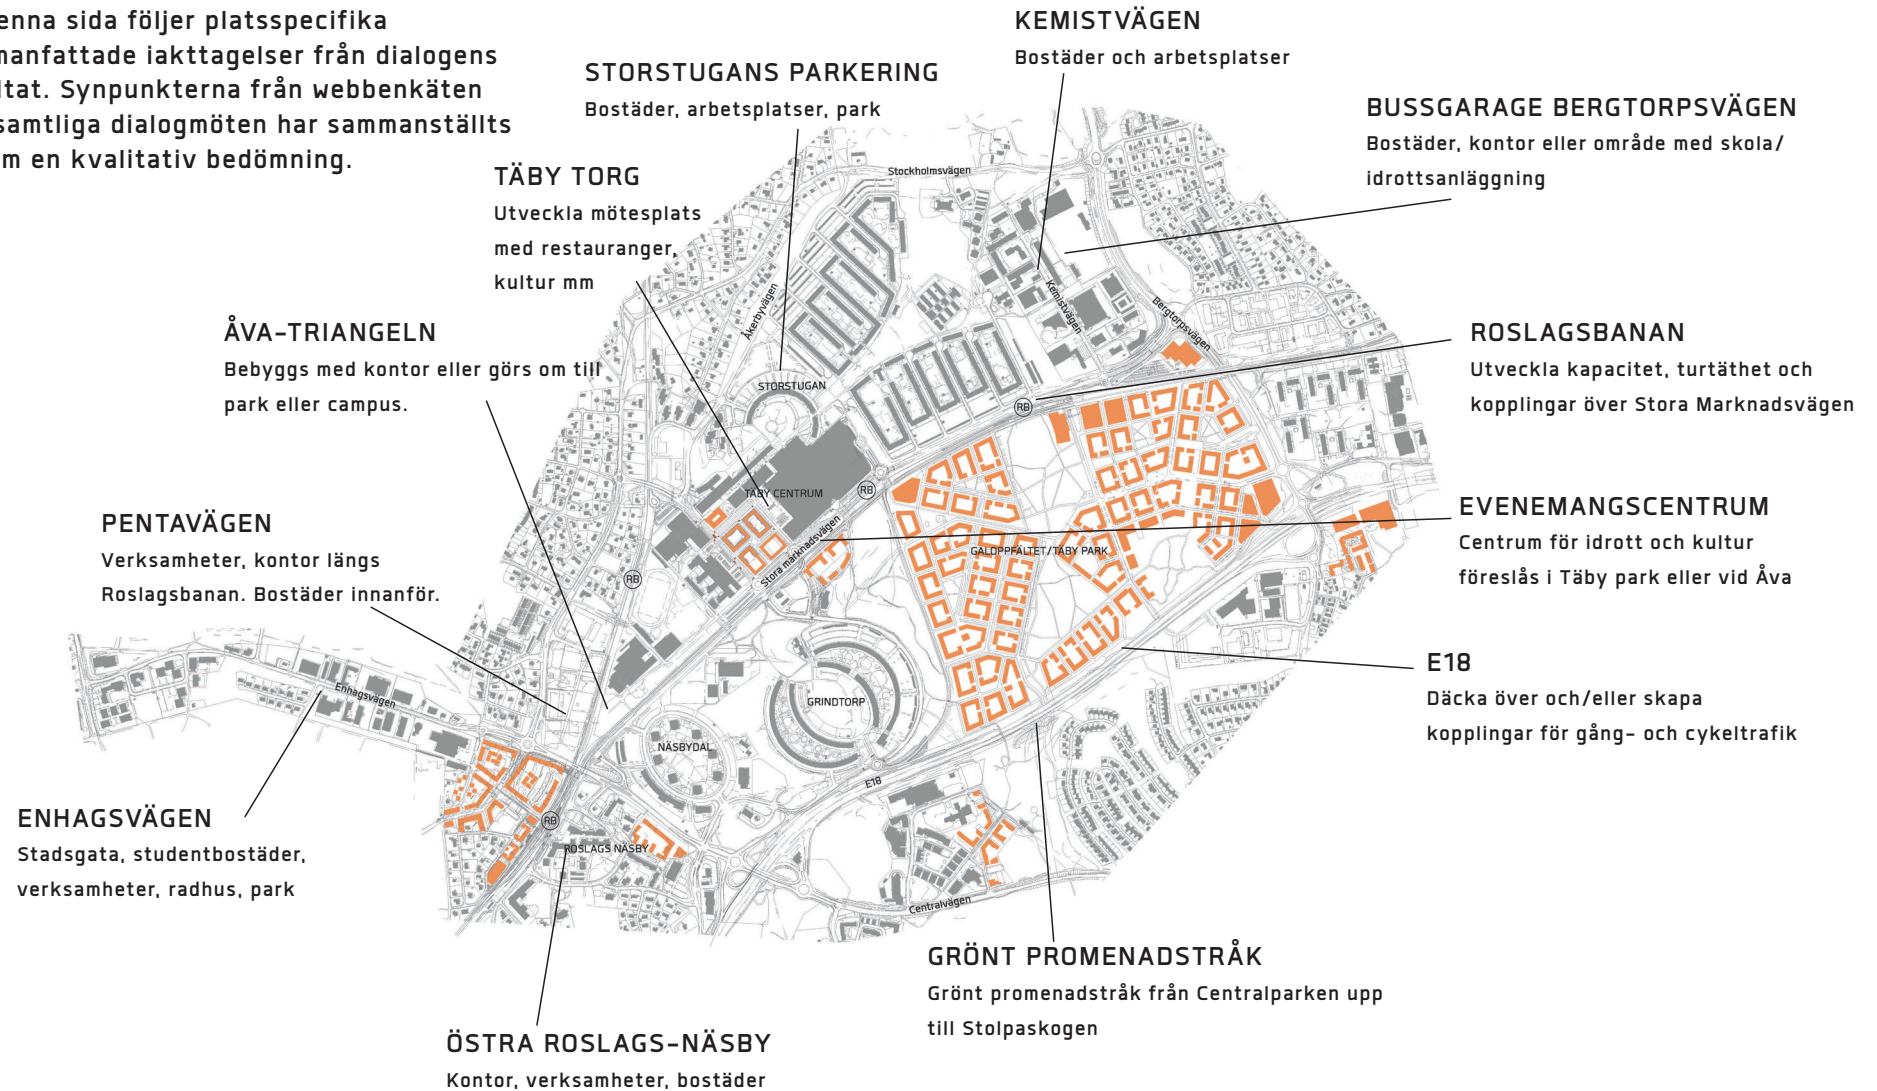 enna sida följer platsspecifika
manfattade iakttagelser från dialogens
ltat. Synpunkterna från webbenkäten
samtliga dialogmöten har sammanställts
m en kvalitativ bedömning.
KEMISTVÄGEN
Bostäder och arbetsplatser
STORSTUGANS PARKERING
Bostäder, arbetsplatser, park
BUSSGARAGE BERGTORPSVÄGEN
Bostäder, kontor eller område med skola/
idrottsanläggning
TÄBY TORG
Utveckla mötesplats
med restauranger,
kultur mm
ÅVA-TRIANGELN
Bebyggs med kontor eller görs om till
park eller campus.
ROSLAGSBANAN
Utveckla kapacitet, turtäthet och
kopplingar över Stora Marknadsvägen
PENTAVÄGEN
Verksamheter, kontor längs
Roslagsbanan. Bostäder innanför.
EVENEMANGSCENTRUM
Centrum för idrott och kultur
föreslås i Täby park eller vid Åva
E18
Däcka över och/eller skapa
kopplingar för gång- och cykeltrafik
ENHAGSVÄGEN
Stadsgata, studentbostäder,
verksamheter, radhus, park
GRÖNT PROMENADSTRÅK
Grönt promenadstråk från Centralparken upp
till Stolpaskogen
ÖSTRA ROSLAGS-NÄSBY
Kontor, verksamheter, bostäder
Stockholmsvägen
Åkerbyvägen
Kemistvägen
Bergtorpsvägen
STORSTUGAN
RB
TÄBY CENTRUM
RB
Stora marknadsvägen
GALOPPFÄLTET/TÄBY PARK
RB
Enhagsvägen
GRINDTORP
NÄSBYDAL
E18
RB
ROSLAGS NÄSBY
Centralvägen